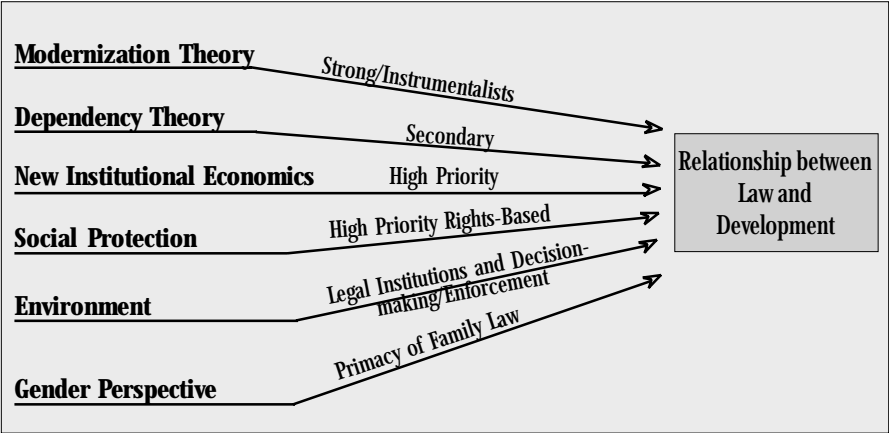 Modernization Theory
Strong/Instrumentalists
Dependency Theory
Secondary
New Institutional Economics
High Priority
Social Protection
High Priority Rights-Based
Environment
Legal Institutions and Decision-
making/Enforcement
Gender Perspective
Primacy of Family Law
Relationship between
Law and
Development